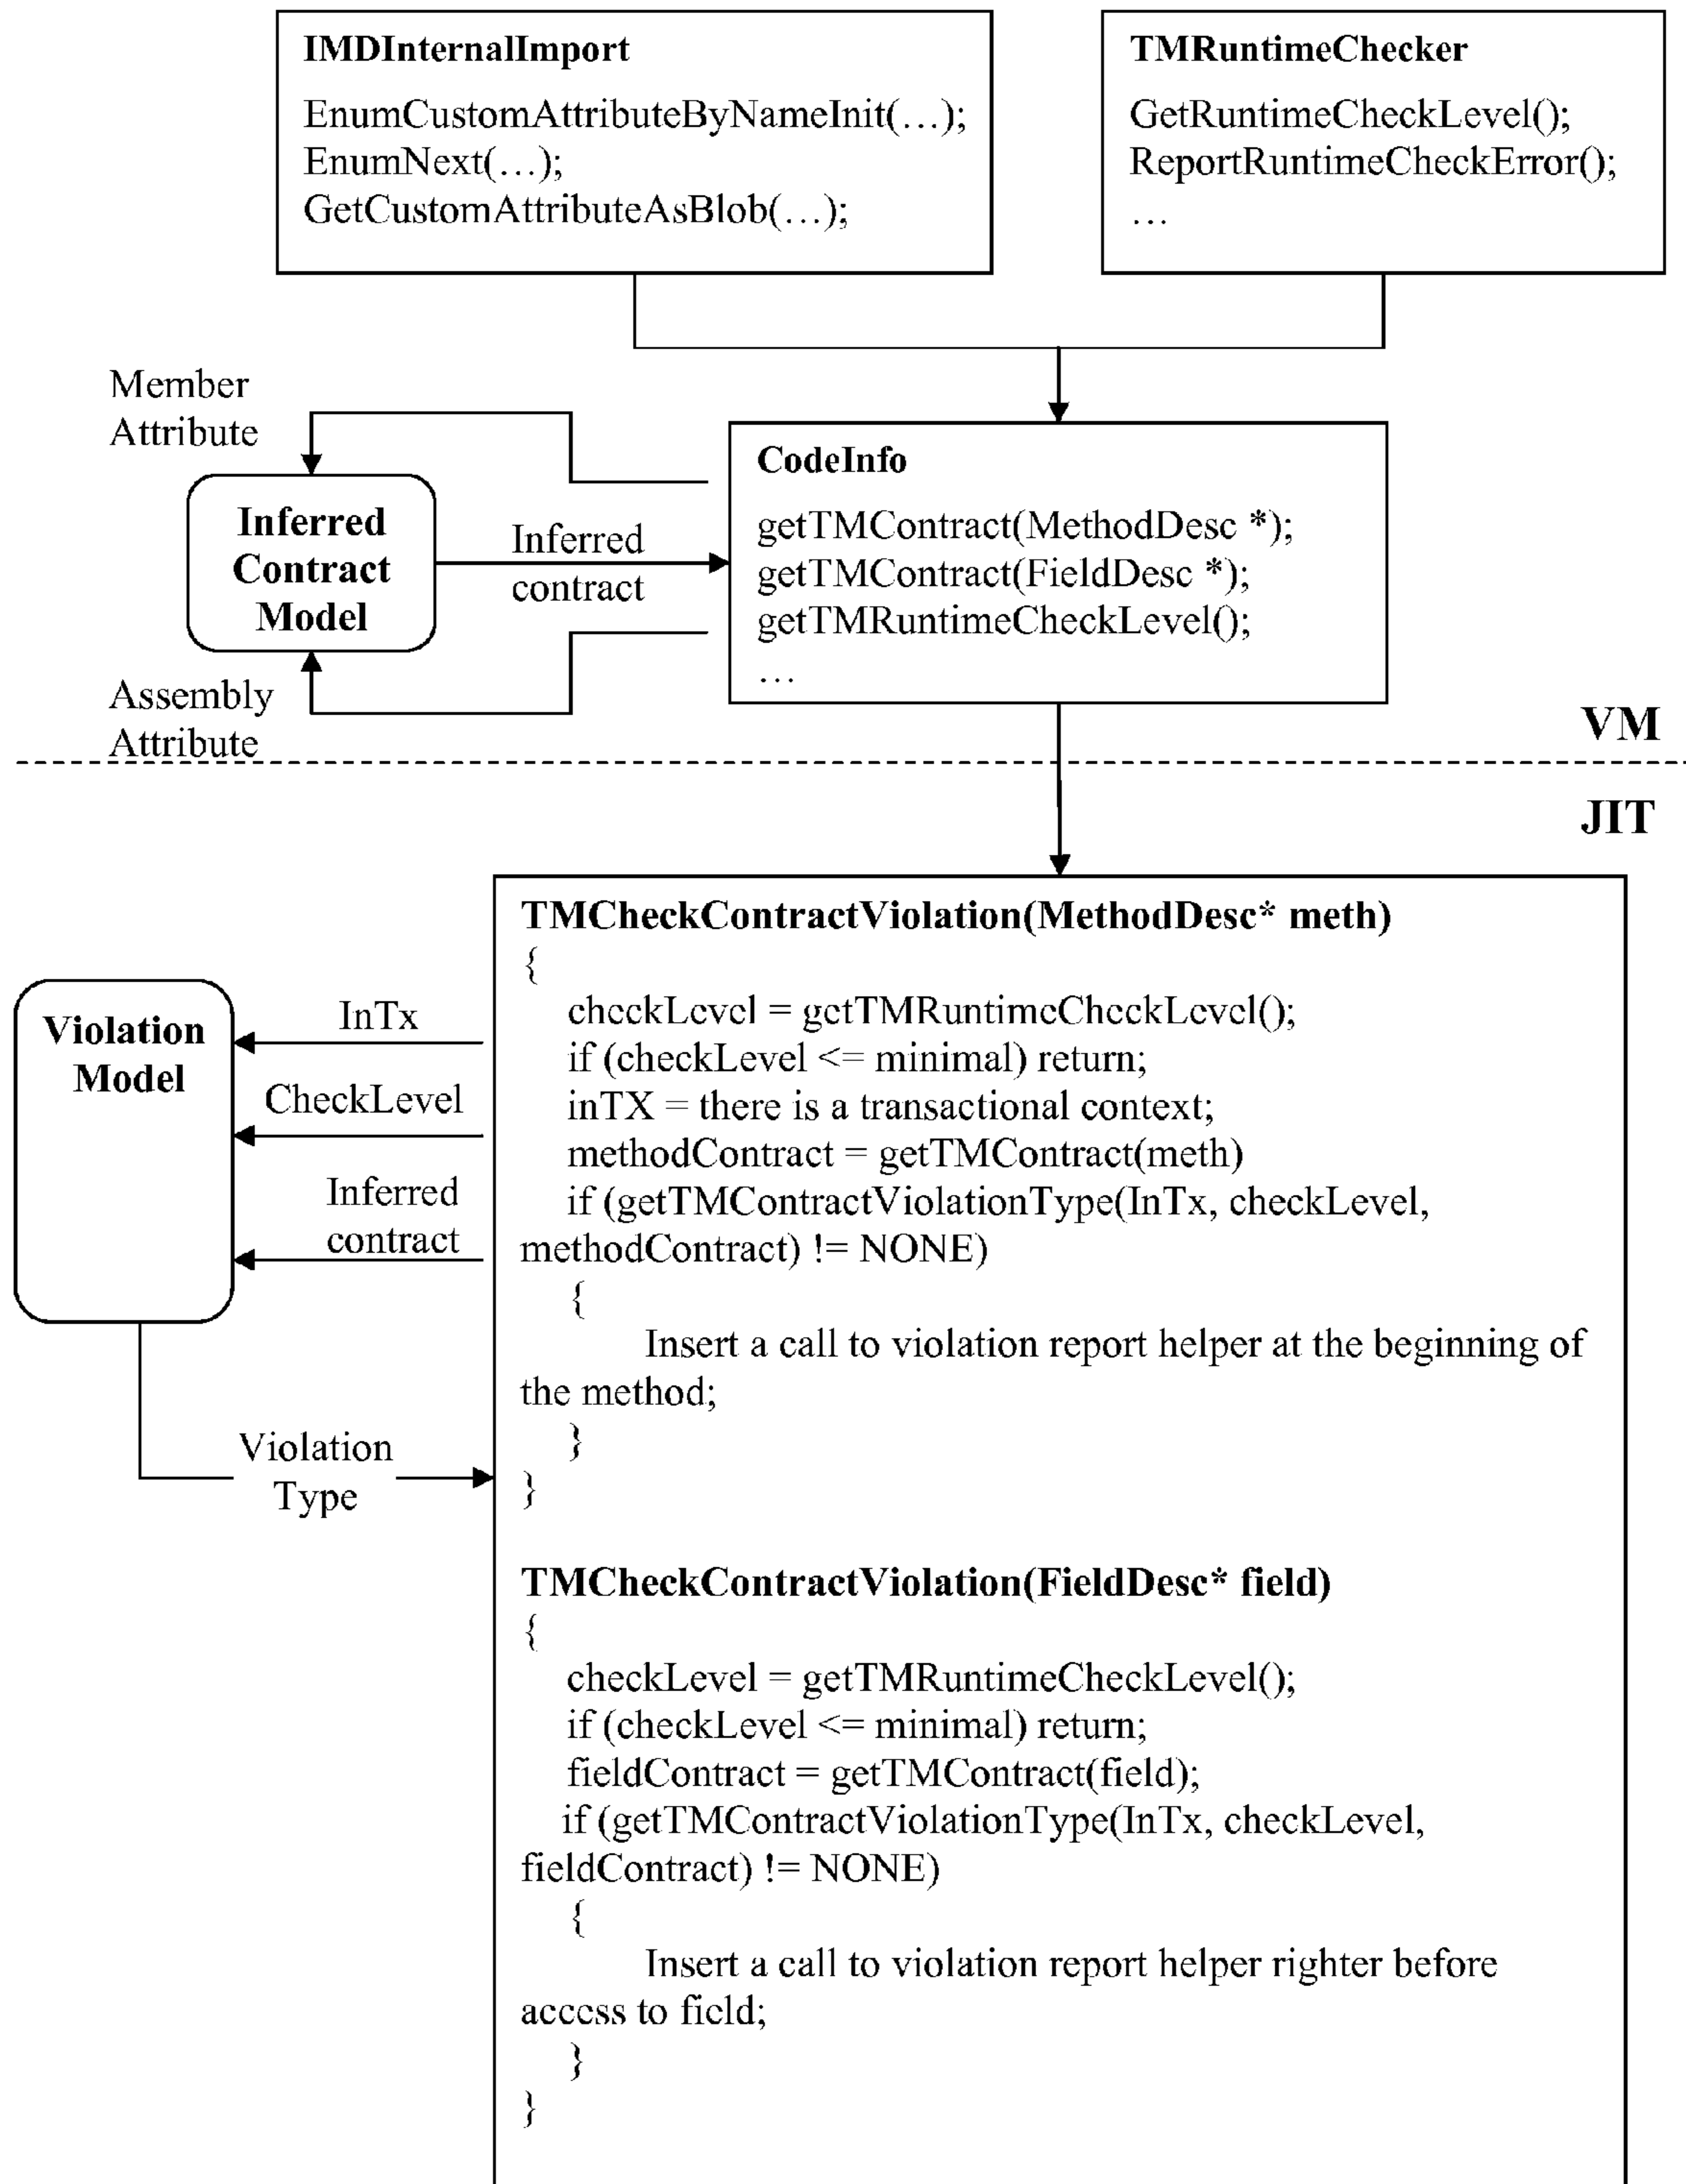 IMDInternalImport
EnumCustomAttributeByNameInit(…);
EnumNext(…);
GetCustomAttributeAsBlob(…);
TMRuntimeChecker
GetRuntimeCheckLevel();
ReportRuntimeCheckError();
…
Member
Attribute
Inferred
Contract
Model
Inferred
contract
Assembly
Attribute
CodeInfo
getTMContract(MethodDesc *);
getTMContract(FieldDesc *);
getTMRuntimeCheckLevel();
…
VM
JIT
Violation
Model
InTx
CheckLevel
Inferred
contract
Violation
Type
TMCheckContractViolation(MethodDesc* meth)
{
checkLevel = getTMRuntimeCheckLevel();
if (checkLevel <= minimal) return;
inTX = there is a transactional context;
methodContract = getTMContract(meth)
if (getTMContractViolationType(InTx, checkLevel,
methodContract) != NONE)
{
Insert a call to violation report helper at the beginning of
the method;
}
}
TMCheckContractViolation(FieldDesc* field)
{
checkLevel = getTMRuntimeCheckLevel();
if (checkLevel <= minimal) return;
fieldContract = getTMContract(field);
if (getTMContractViolationType(InTx, checkLevel,
fieldContract) != NONE)
{
Insert a call to violation report helper righter before
access to field;
}
}